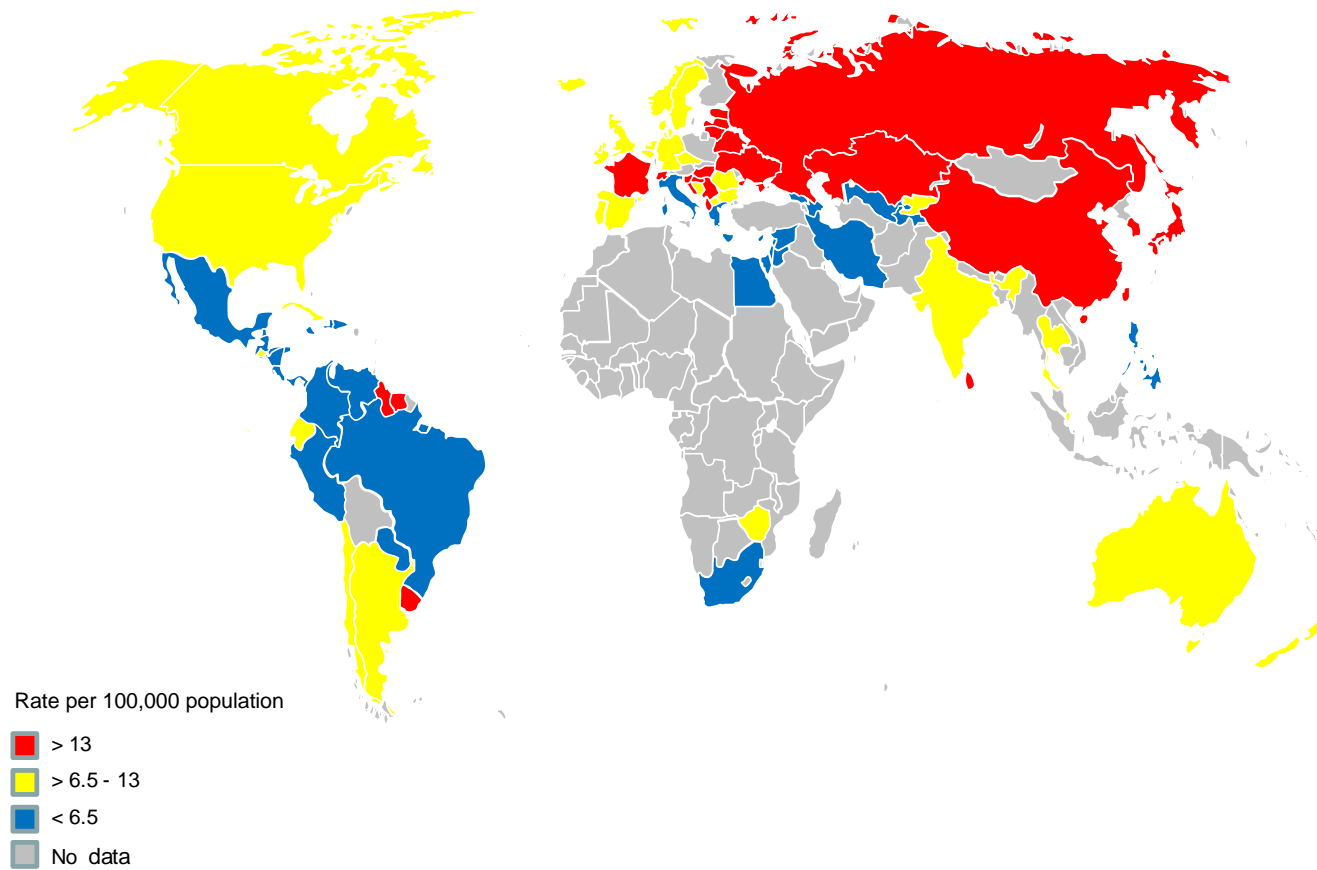 Rate per 100,000 population
> 13
> 6.5 - 13
< 6.5
No data